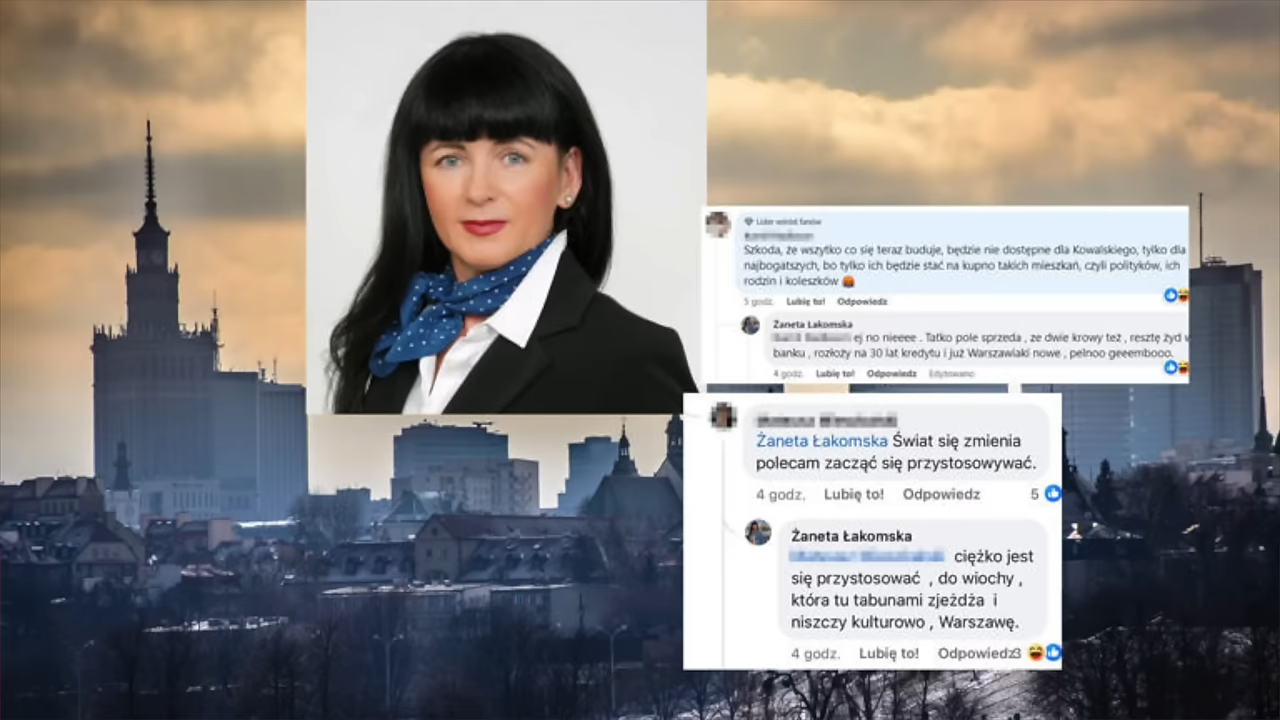 Lider wśród fanów
Szkoda, że wszytko co się teraz buduje, będzie nie dostępne dla Kowalskiego, tylko dla
najbogatszych, bo tylko ich będzie stać na kupno takich mieszkań, czyli polityków, ich
rodzin i koleszków
5 godz. Lubię to! Odpowiedz
Żaneta Łakomska
ej no nieeee . Tatko pole sprzeda , ze dwie krowy też , resztę żyd w
banku , rozłoży na 30 lat kredytu i już Warszawiaki nowe , pełnoo geeembooo.
4 godz. Lubię to! Odpowiedz Edytowano
Żaneta Łakomska Świat się zmienia
polecam zacząć się przystosowywać.
4 godz. Lubię to! Odpowiedz 5
Żaneta Łakomska
ciężko jest
się przystosować , do wiochy ,
która tu tabunami zjeżdża i
niszczy kulturowo , Warszawę.
4 godz. Lubię to! Odpowiedz 3